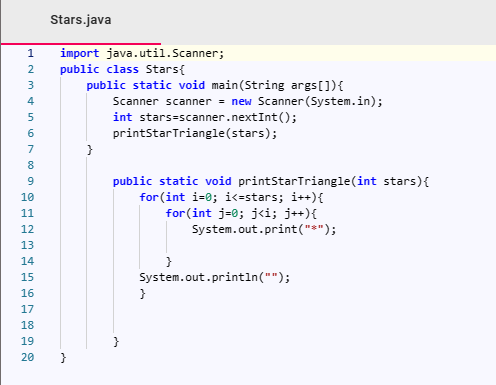 Stars.java
1 import java.util.Scanner;
2 public class Stars{
3     public static void main(String args[]){
4         Scanner scanner = new Scanner(System.in);
5         int stars=scanner.nextInt();
6         printStarTriangle(stars);
7     }
8
9         public static void printStarTriangle(int stars){
10             for(int i=0; i<=stars; i++){
11                 for(int j=0; j<i; j++){
12                     System.out.print("*");
13
14                 }
15             System.out.println("");
16             }
17
18
19         }
20 }